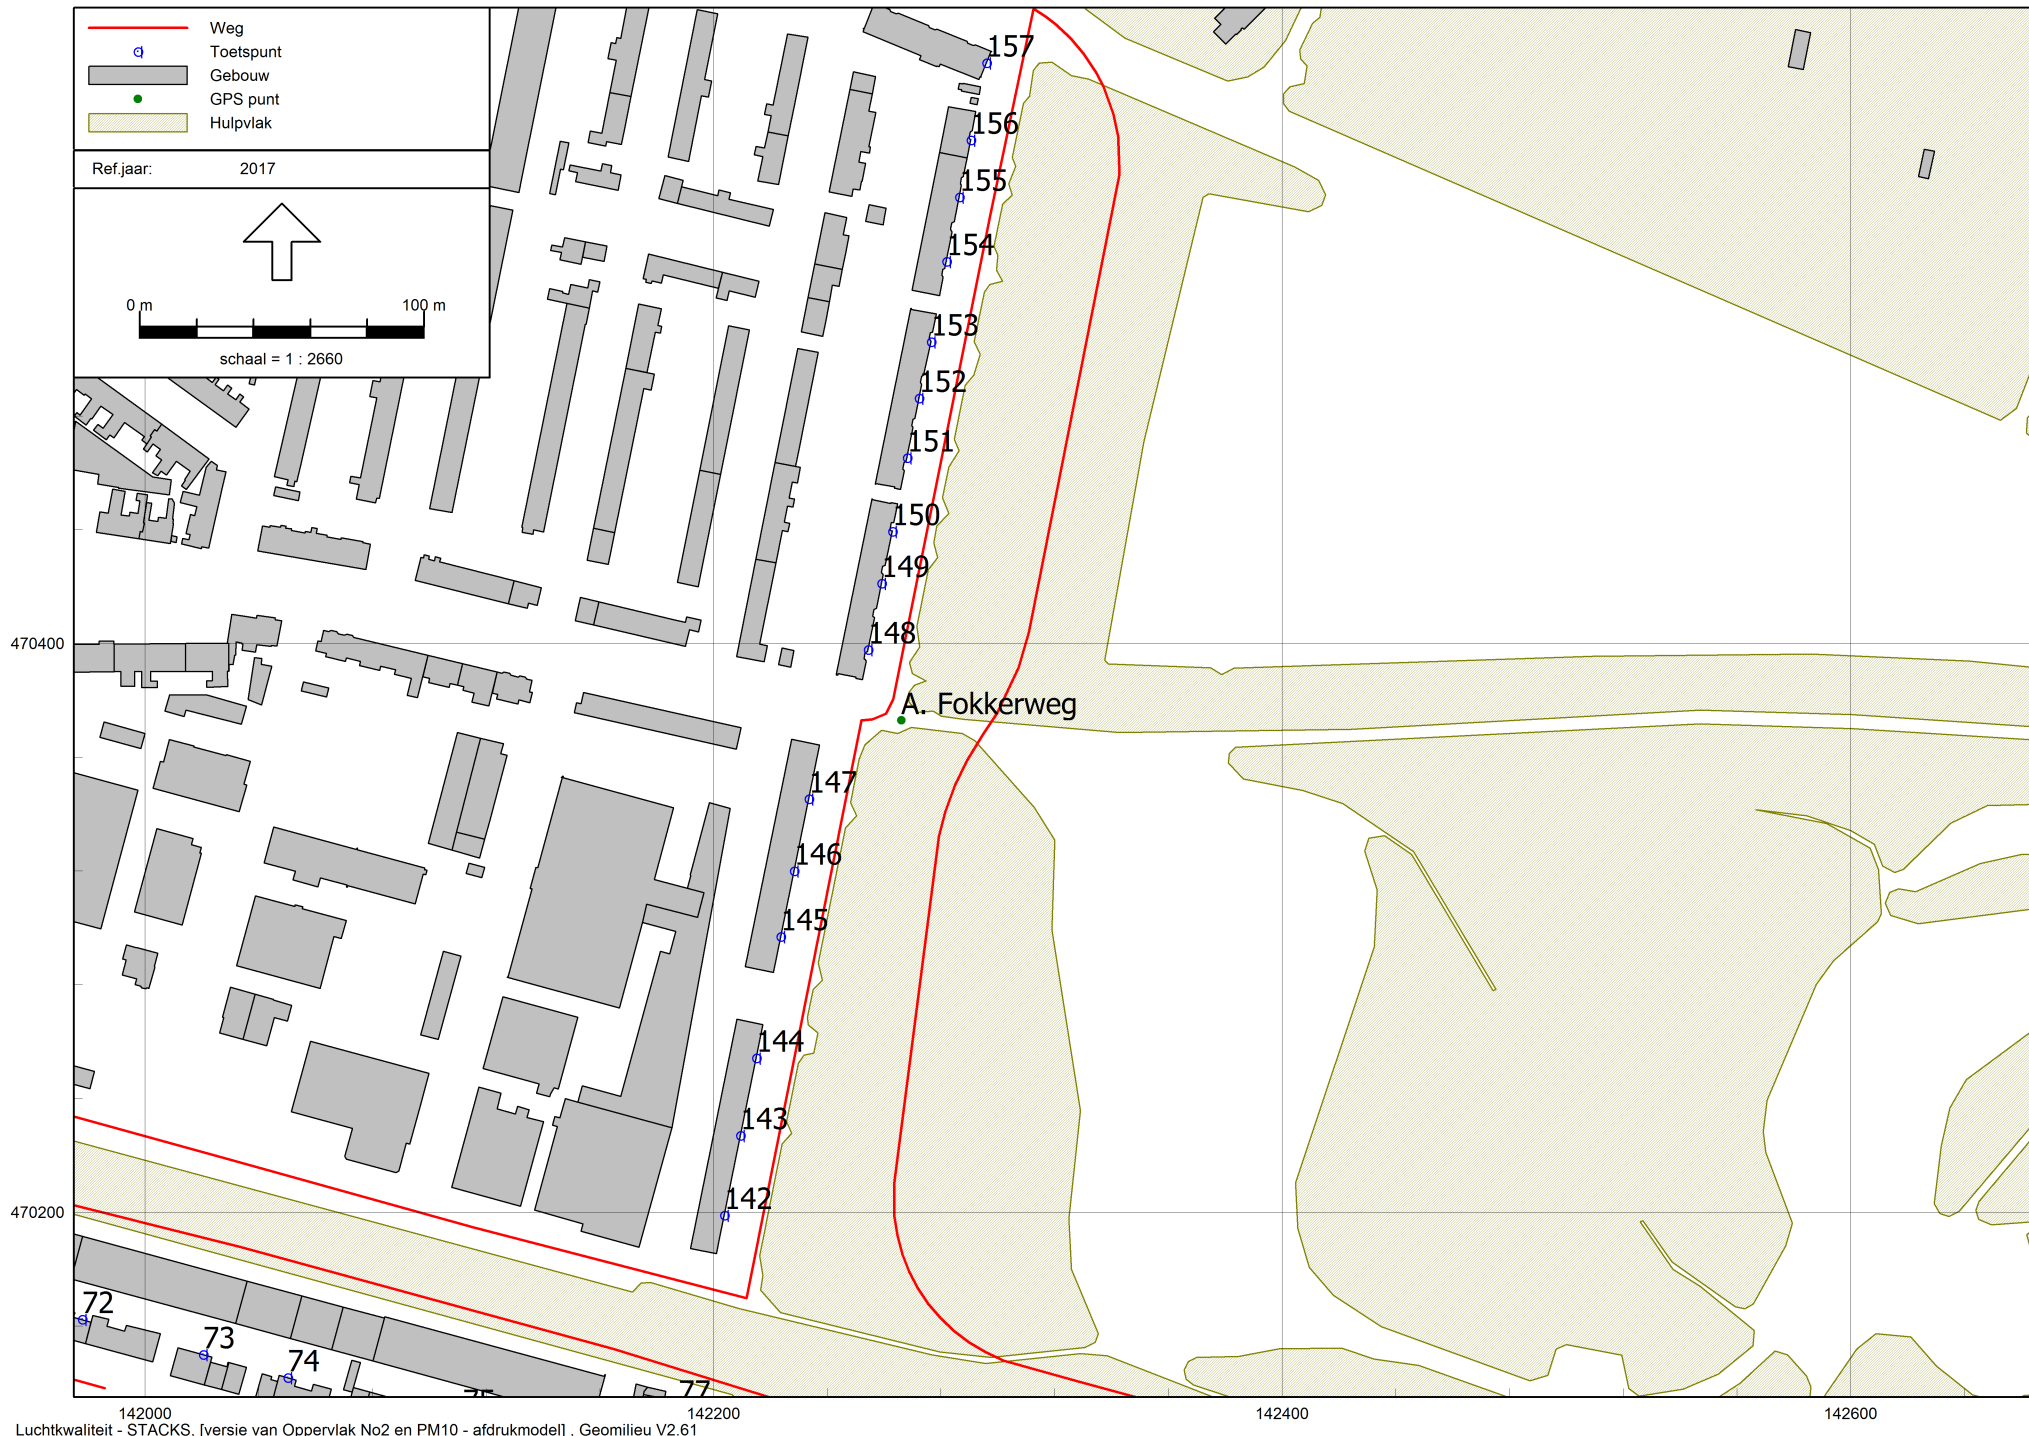 Weg
Toetspunt
Gebouw
GPS punt
Hulpvlak
Ref.jaar: 2017
0 m 100 m
schaal = 1 : 2660
157
156
155
154
153
152
151
150
149
148
470400
A. Fokkerweg
147
146
145
144
143
142
470200
72
73
74
75
77
142000 142200 142400 142600
Luchtkwaliteit - STACKS, [versie van Oppervlak No2 en PM10 - afdrukmodel] , Geomilieu V2.61